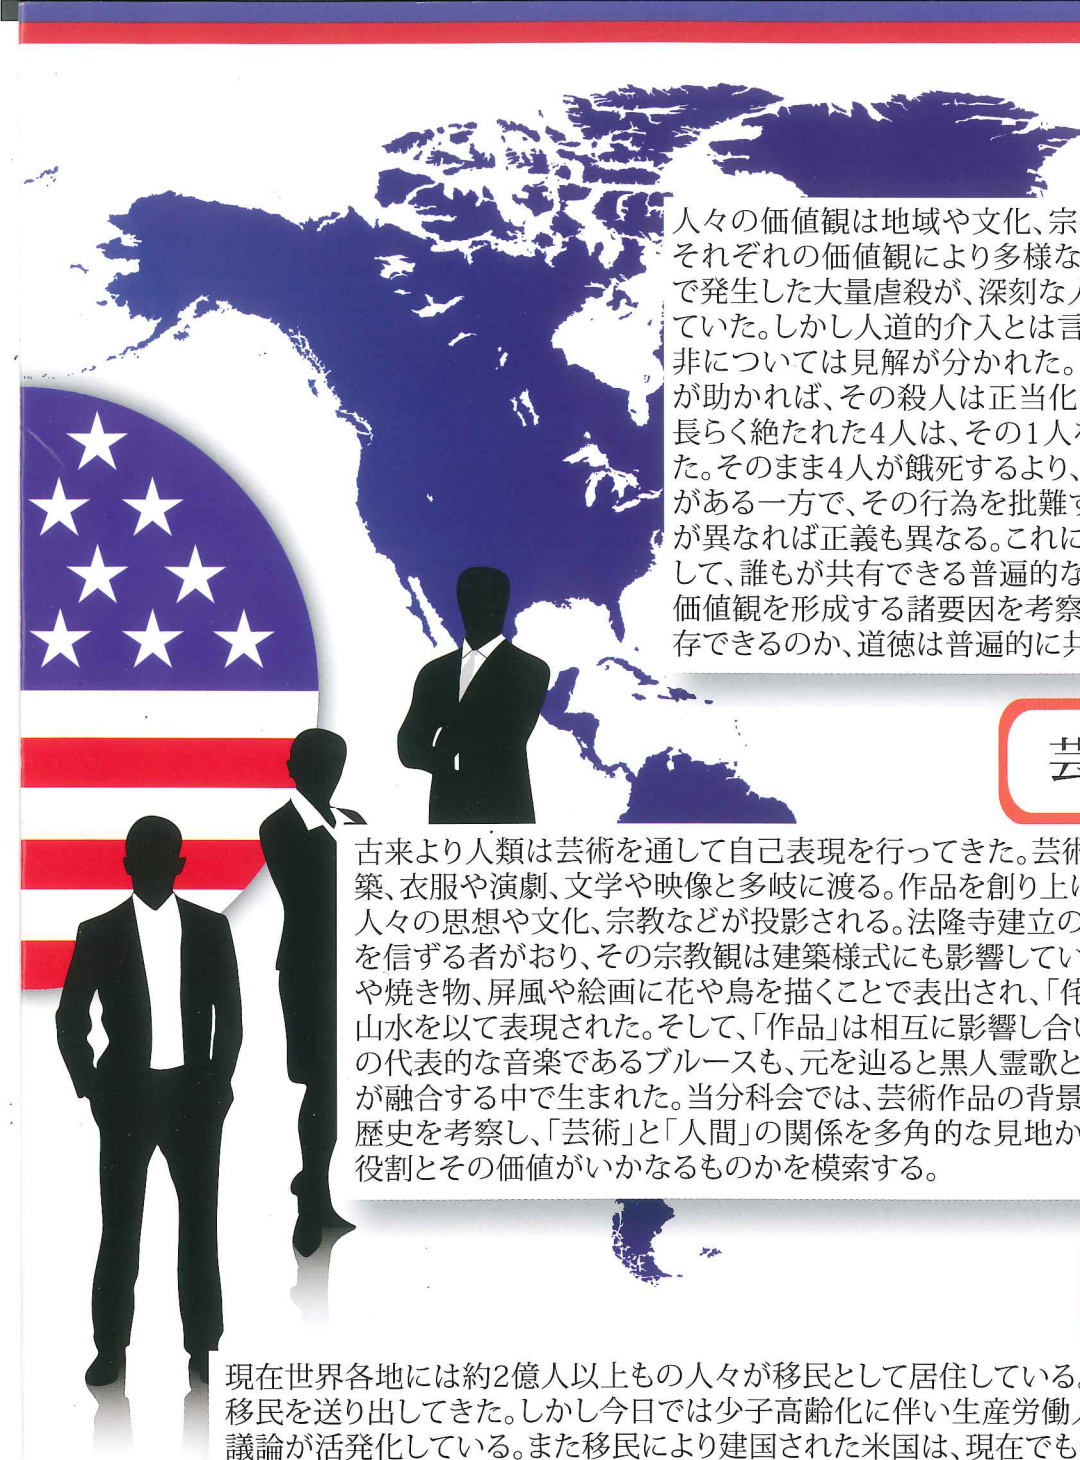 人々の価値観は地域や文化、宗
それぞれの価値観により多様な
で発生した大量虐殺が、深刻な人
ていた。しかし人道的介入とは言
非については見解が分かれた。
が助かれば、その殺人は正当化
長らく絶たれた4人は、その1人を
た。そのまま4人が餓死するより、
がある一方で、その行為を批難す
が異なれば正義も異なる。これに
して、誰もが共有できる普遍的な
価値観を形成する諸要因を考察
存できるのか、道徳は普遍的に共
芸
古来より人類は芸術を通して自己表現を行ってきた。芸術
築、衣服や演劇、文学や映像と多岐に渡る。作品を創り上げ
人々の思想や文化、宗教などが投影される。法隆寺建立の
を信ずる者がおり、その宗教観は建築様式にも影響してい
や焼き物、屏風や絵画に花や鳥を描くことで表出され、「侘
山水を以て表現された。そして、「作品」は相互に影響し合い
の代表的な音楽であるブルースも、元を辿ると黒人霊歌と
が融合する中で生まれた。当分科会では、芸術作品の背景
歴史を考察し、「芸術」と「人間」の関係を多角的な見地か
役割とその価値がいかなるものかを模索する。
現在世界各地には約2億人以上もの人々が移民として居住している。
移民を送り出してきた。しかし今日では少子高齢化に伴い生産労働人
議論が活発化している。また移民により建国された米国は、現在でも